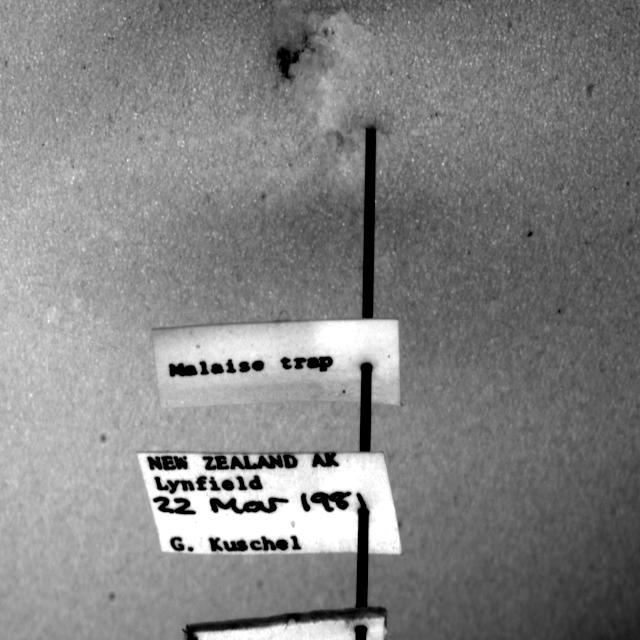 Malaise trap
NEW ZEALAND AK
Lynfield
22 Mar 1981
G. Kuschel